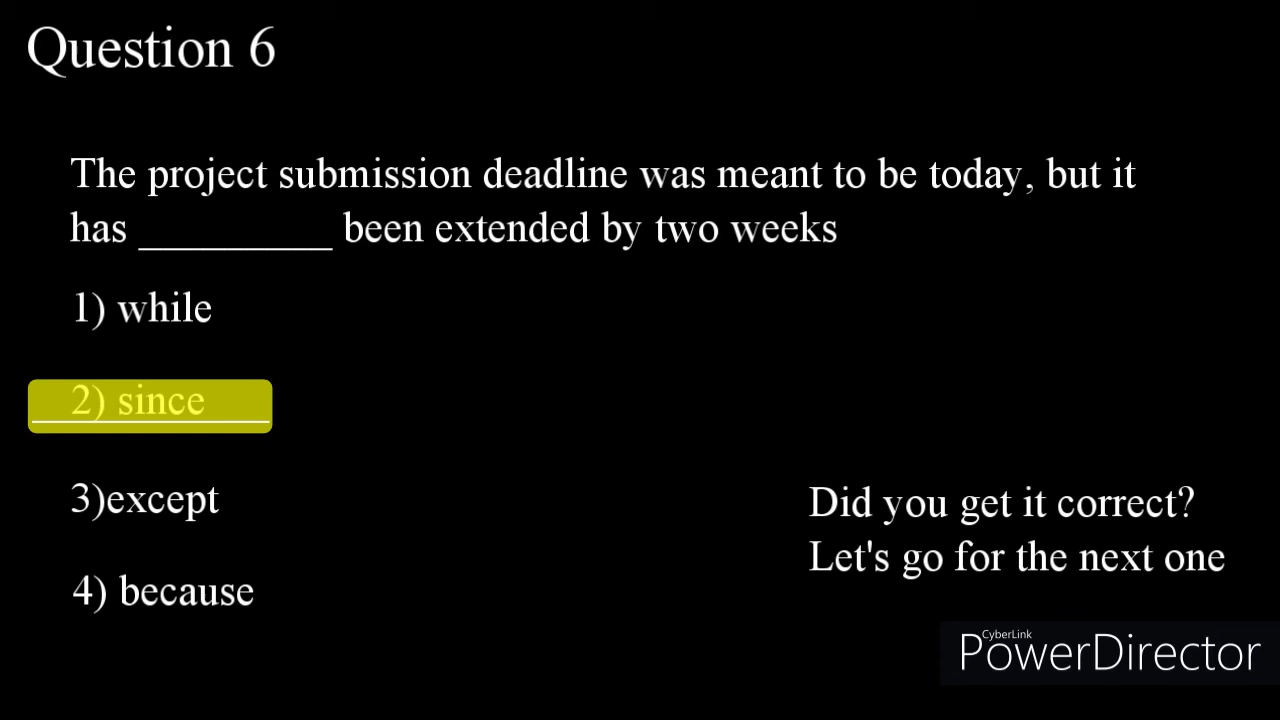 Question 6
The project submission deadline was meant to be today, but it
has _________ been extended by two weeks
1) while
2) since
3)except
4) because
Did you get it correct?
Let's go for the next one
CyberLink
PowerDirector